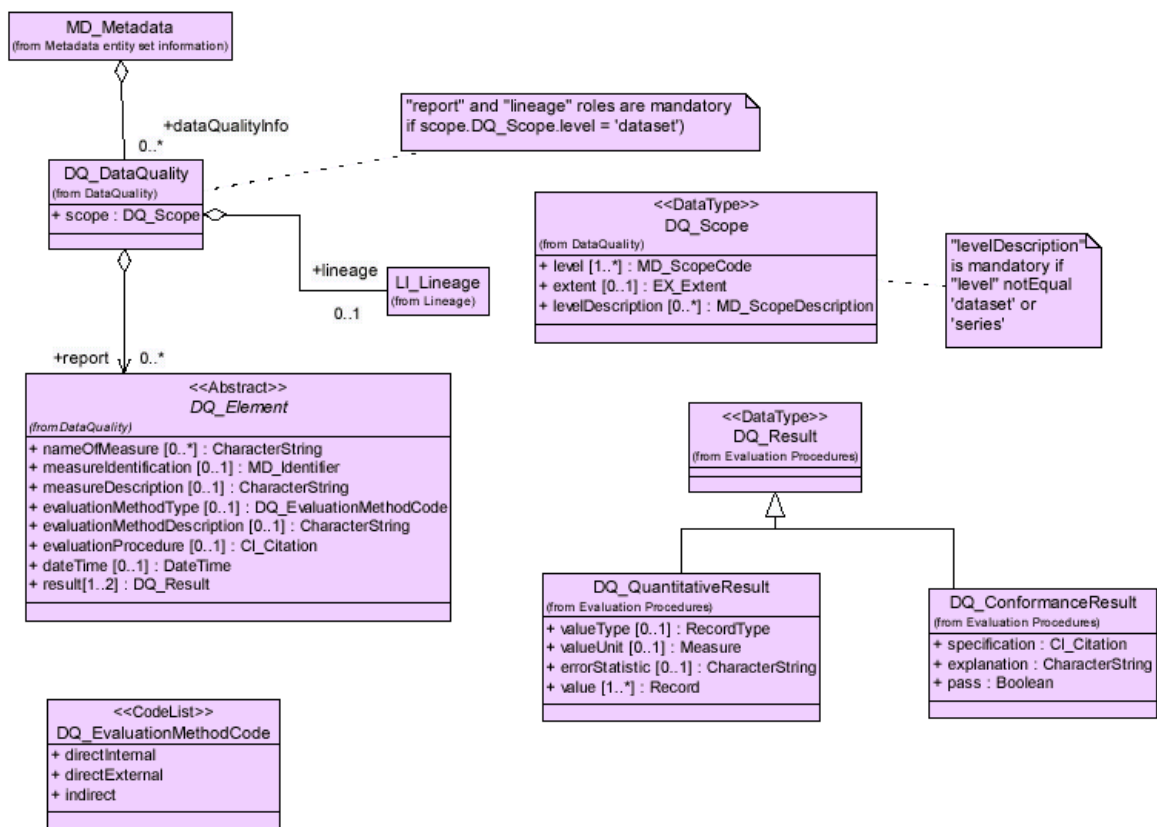 MD_Metadata
(from Metadata entity set information)
+dataQualityInfo
0..*
"report" and "lineage" roles are mandatory
if scope.DQ_Scope.level = 'dataset')
DQ_DataQuality
(from DataQuality)
+ scope : DQ_Scope
+lineage
0..1
LI_Lineage
(from Lineage)
<<DataType>>
DQ_Scope
(from DataQuality)
+ level [1..*] : MD_ScopeCode
+ extent [0..1] : EX_Extent
+ levelDescription [0..*] : MD_ScopeDescription
"levelDescription"
is mandatory if
"level" notEqual
'dataset' or
'series'
+report
0..*
<<Abstract>>
DQ_Element
(from DataQuality)
+ nameOfMeasure [0..*] : CharacterString
+ measureIdentification [0..1] : MD_Identifier
+ measureDescription [0..1] : CharacterString
+ evaluationMethodType [0..1] : DQ_EvaluationMethodCode
+ evaluationMethodDescription [0..1] : CharacterString
+ evaluationProcedure [0..1] : CI_Citation
+ dateTime [0..1] : DateTime
+ result[1..2] : DQ_Result
<<DataType>>
DQ_Result
(from Evaluation Procedures)
DQ_QuantitativeResult
(from Evaluation Procedures)
+ valueType [0..1] : RecordType
+ valueUnit [0..1] : Measure
+ errorStatistic [0..1] : CharacterString
+ value [1..*] : Record
DQ_ConformanceResult
(from Evaluation Procedures)
+ specification : CI_Citation
+ explanation : CharacterString
+ pass : Boolean
<<CodeList>>
DQ_EvaluationMethodCode
+ directInternal
+ directExternal
+ indirect